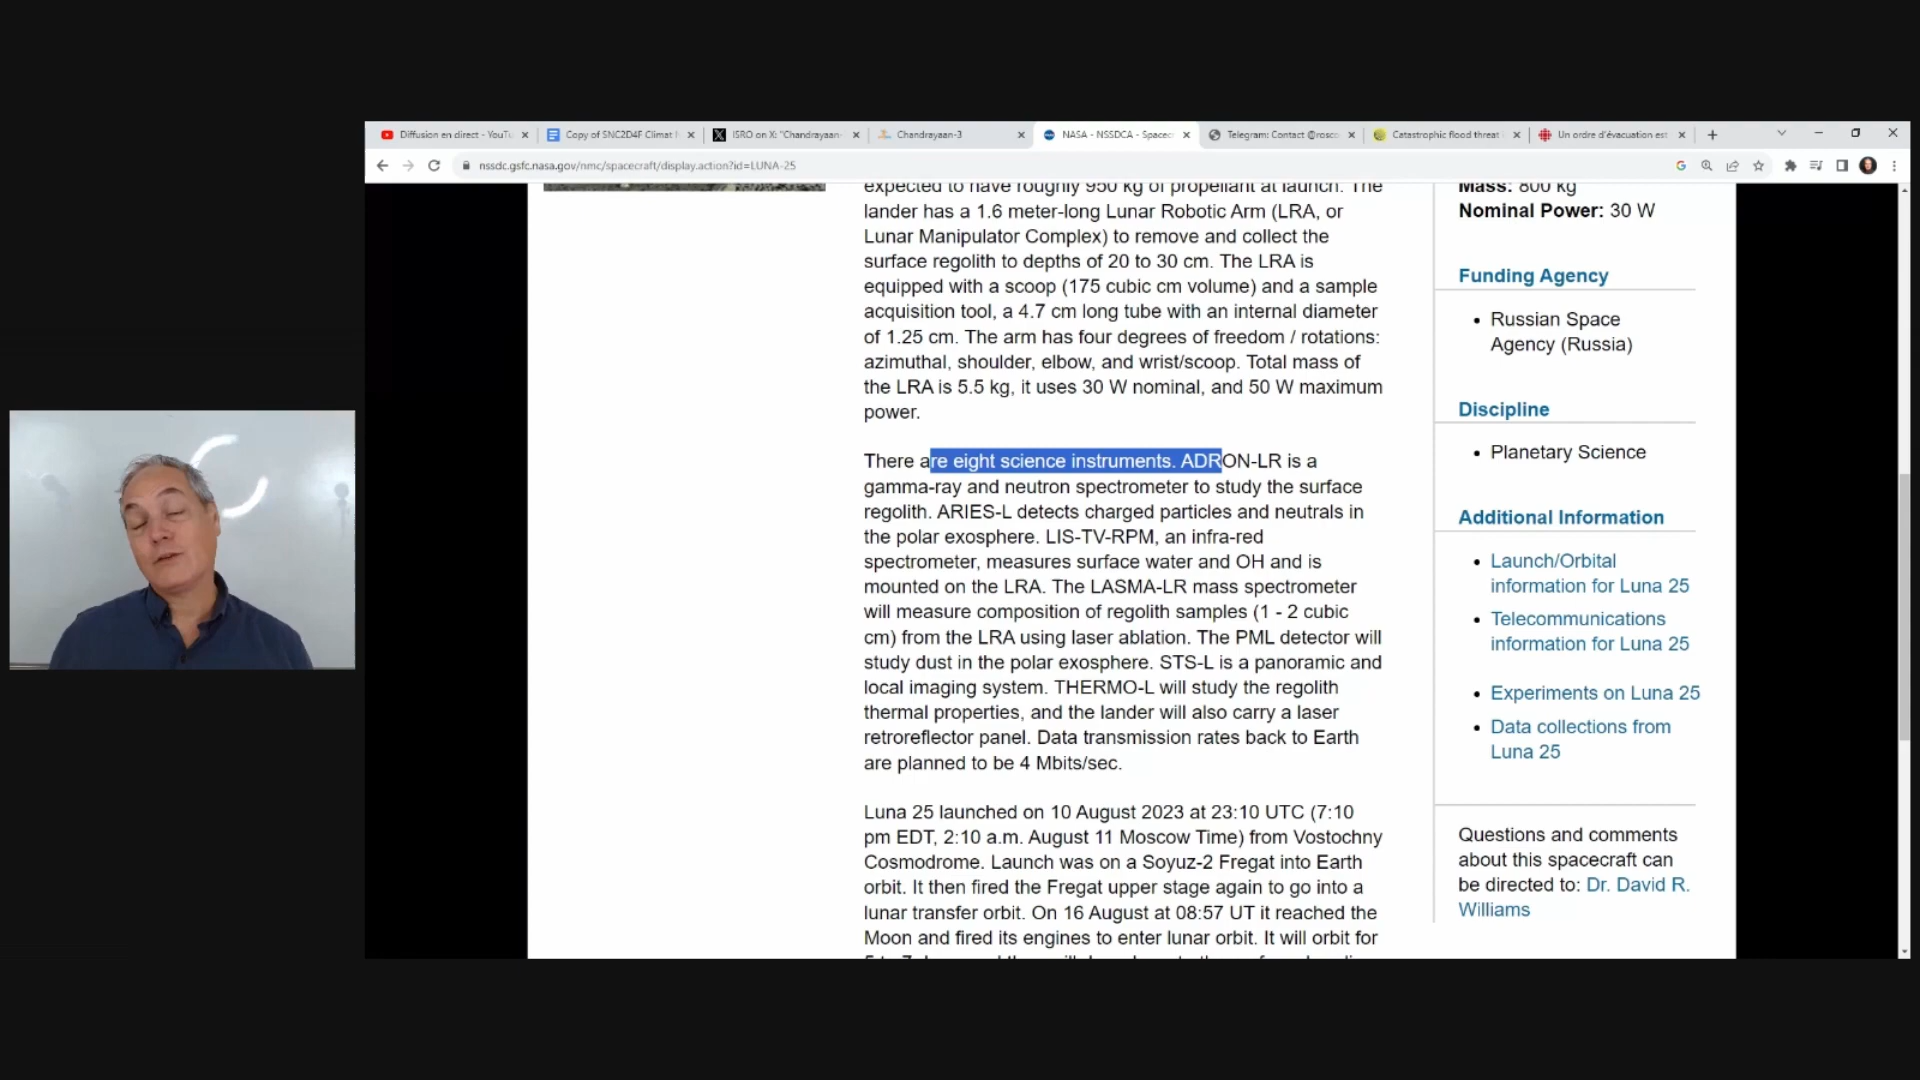 Diffusion en direct - YouTu
Copy of SNC2D4F Climat
ISRO on X: "Chandrayaan-
Chandrayaan-3
NASA - NSSDCA - Spacec
Telegram: Contact @rosco
Catastrophic flood threat
Un ordre d'évacuation est
nssdc.gsfc.nasa.gov/nmc/spacecraft/display.action?id=LUNA-25
expected to have roughly 950 kg of propellant at launch. The
lander has a 1.6 meter-long Lunar Robotic Arm (LRA, or
Lunar Manipulator Complex) to remove and collect the
surface regolith to depths of 20 to 30 cm. The LRA is
equipped with a scoop (175 cubic cm volume) and a sample
acquisition tool, a 4.7 cm long tube with an internal diameter
of 1.25 cm. The arm has four degrees of freedom / rotations:
azimuthal, shoulder, elbow, and wrist/scoop. Total mass of
the LRA is 5.5 kg, it uses 30 W nominal, and 50 W maximum
power.
There are eight science instruments. ADRON-LR is a
gamma-ray and neutron spectrometer to study the surface
regolith. ARIES-L detects charged particles and neutrals in
the polar exosphere. LIS-TV-RPM, an infra-red
spectrometer, measures surface water and OH and is
mounted on the LRA. The LASMA-LR mass spectrometer
will measure composition of regolith samples (1 - 2 cubic
cm) from the LRA using laser ablation. The PML detector will
study dust in the polar exosphere. STS-L is a panoramic and
local imaging system. THERMO-L will study the regolith
thermal properties, and the lander will also carry a laser
retroreflector panel. Data transmission rates back to Earth
are planned to be 4 Mbits/sec.
Luna 25 launched on 10 August 2023 at 23:10 UTC (7:10
pm EDT, 2:10 a.m. August 11 Moscow Time) from Vostochny
Cosmodrome. Launch was on a Soyuz-2 Fregat into Earth
orbit. It then fired the Fregat upper stage again to go into a
lunar transfer orbit. On 16 August at 08:57 UT it reached the
Moon and fired its engines to enter lunar orbit. It will orbit for
Mass: 800 kg
Nominal Power: 30 W
Funding Agency
Russian Space
Agency (Russia)
Discipline
Planetary Science
Additional Information
Launch/Orbital
information for Luna 25
Telecommunications
information for Luna 25
Experiments on Luna 25
Data collections from
Luna 25
Questions and comments
about this spacecraft can
be directed to: Dr. David R.
Williams